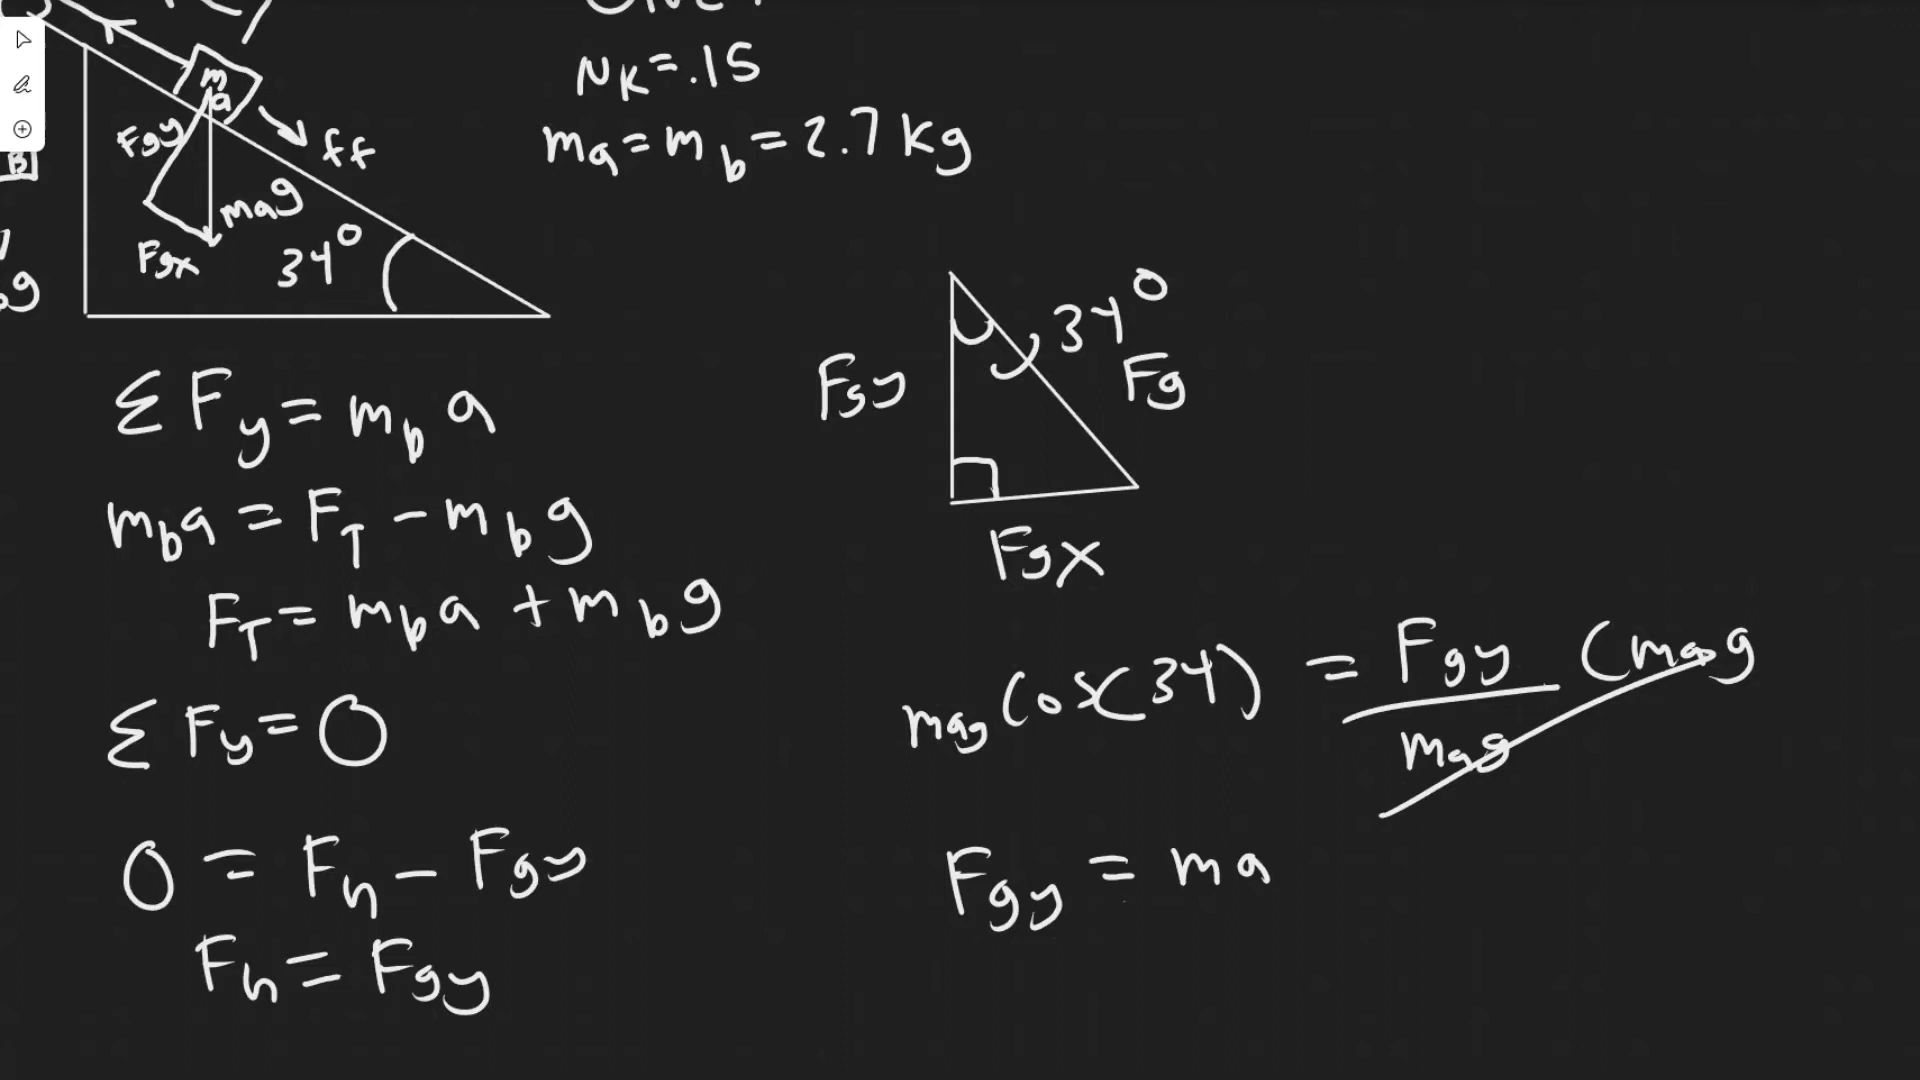 μK = .15
ma = mb = 2.7 kg
m
a
Fgy
ff
mag
Fgx
34°
B
g
ΣFy = mb a
mba = FT - mbg
FT = mba + mbg
ΣFy = 0
0 = Fn - Fgy
Fn = Fgy
34°
Fgy
Fg
Fgx
mag cos(34) = Fgy/mag (mag
Fgy = ma